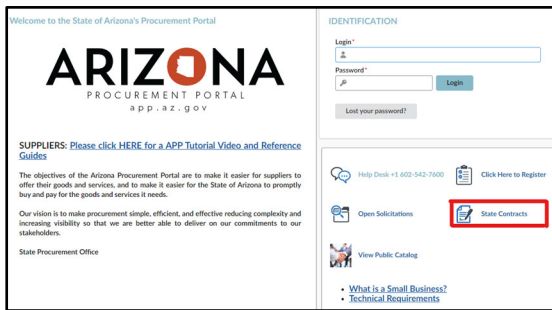 Welcome to the State of Arizona's Procurement Portal
ARIZONA
PROCUREMENT PORTAL
app.az.gov
SUPPLIERS: Please click HERE for a APP Tutorial Video and Reference
Guides
The objectives of the Arizona Procurement Portal are to make it easier for suppliers to
offer their goods and services, and to make it easier for the State of Arizona to promptly
buy and pay for the goods and services it needs.
Our vision is to make procurement simple, efficient, and effective reducing complexity and
increasing visibility so that we are better able to deliver on our commitments to our
stakeholders.
State Procurement Office
IDENTIFICATION
Login*
Password*
Login
Lost your password?
Help Desk +1 602-542-7600
Click Here to Register
Open Solicitations
State Contracts
View Public Catalog
• What is a Small Business?
• Technical Requirements